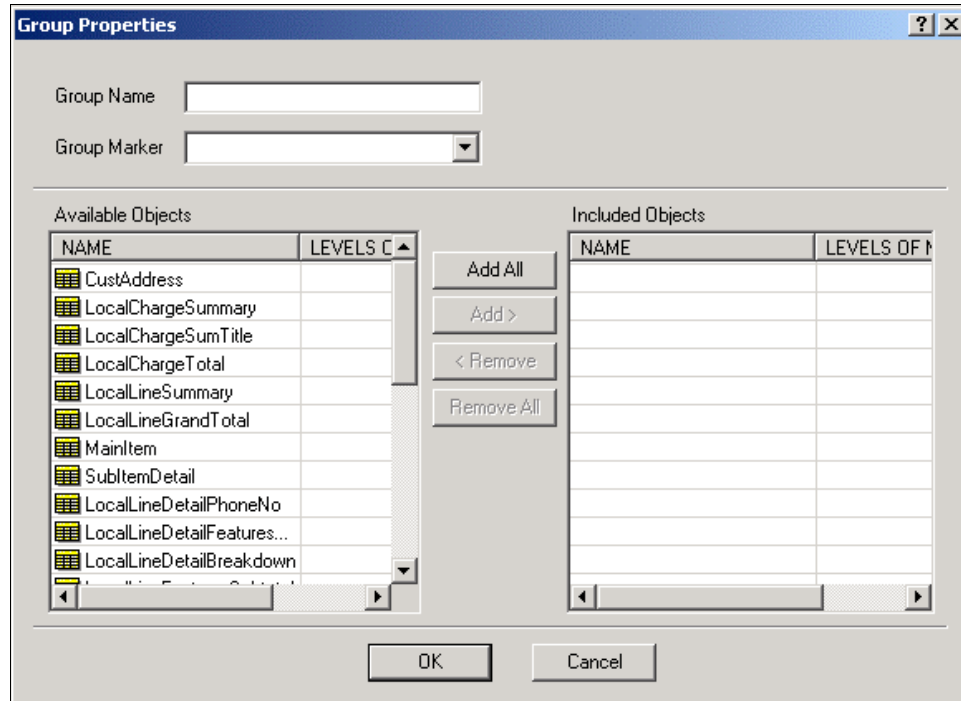 Group Properties
Group Name
Group Marker
Available Objects
NAME LEVELS C
CustAddress
LocalChargeSummary
LocalChargeSumTitle
LocalChargeTotal
LocalLineSummary
LocalLineGrandTotal
MainItem
SubItemDetail
LocalLineDetailPhoneNo
LocalLineDetailFeatures...
LocalLineDetailBreakdown
Add All
Add >
< Remove
Remove All
Included Objects
NAME LEVELS OF
OK
Cancel